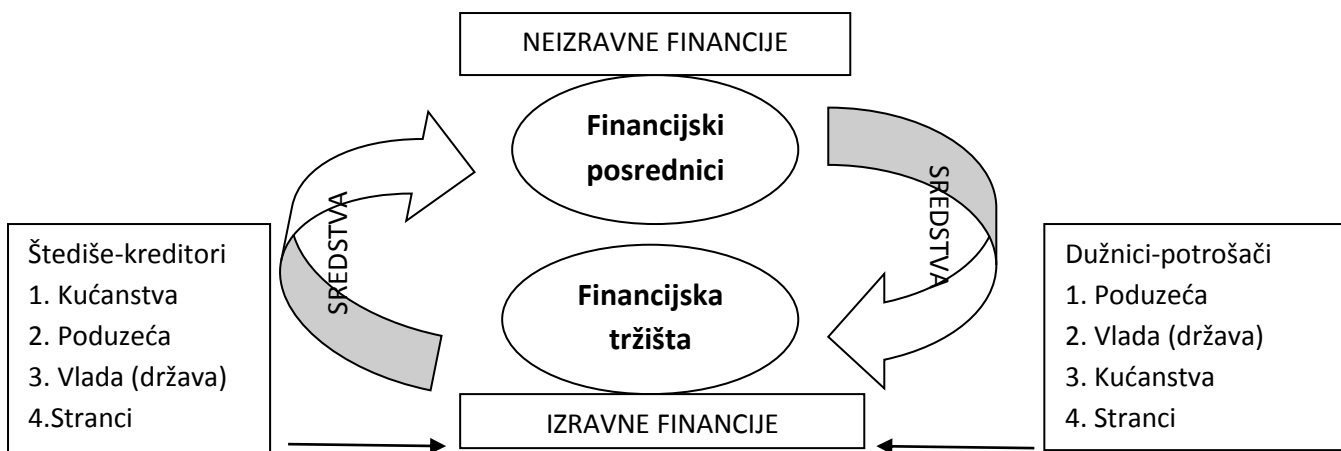 NEIZRAVNE FINANCIJE
Financijski
posrednici
SREDSTVA
SREDSTVA
Štediše-kreditori
1. Kućanstva
2. Poduzeća
3. Vlada (država)
4.Stranci
Financijska
tržišta
Dužnici-potrošači
1. Poduzeća
2. Vlada (država)
3. Kućanstva
4. Stranci
IZRAVNE FINANCIJE